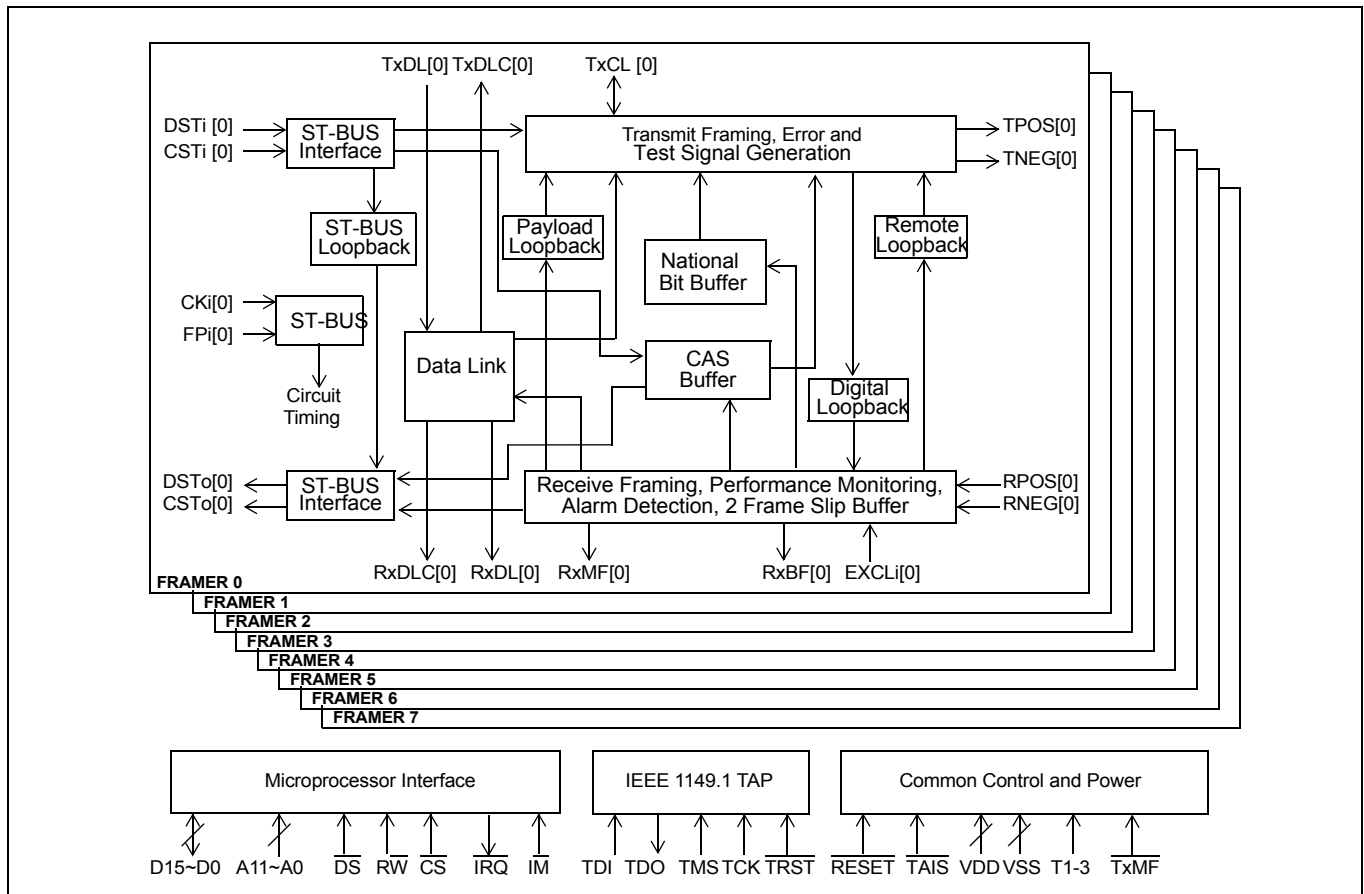 TxDL[0] TxDLC[0] TxCL [0]
DSTi [0]
CSTi [0]
ST-BUS
Interface
Transmit Framing, Error and
Test Signal Generation
TPOS[0]
TNEG[0]
ST-BUS
Loopback
Payload
Loopback
National
Bit Buffer
Remote
Loopback
CKi[0]
FPi[0]
ST-BUS
Circuit
Timing
Data Link
CAS
Buffer
Digital
Loopback
DSTo[0]
CSTo[0]
ST-BUS
Interface
Receive Framing, Performance Monitoring,
Alarm Detection, 2 Frame Slip Buffer
RPOS[0]
RNEG[0]
RxDLC[0] RxDL[0] RxMF[0] RxBF[0] EXCLi[0]
FRAMER 0
FRAMER 1
FRAMER 2
FRAMER 3
FRAMER 4
FRAMER 5
FRAMER 6
FRAMER 7
Microprocessor Interface
IEEE 1149.1 TAP
Common Control and Power
D15~D0 A11~A0 DS RW CS IRQ IM TDI TDO TMS TCK TRST RESET TAIS VDD VSS T1-3 TxMF